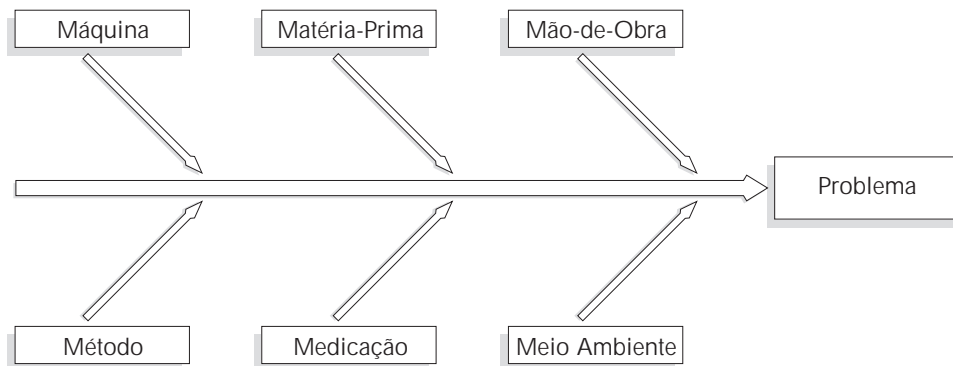 Máquina
Matéria-Prima
Mão-de-Obra
Problema
Método
Medicação
Meio Ambiente